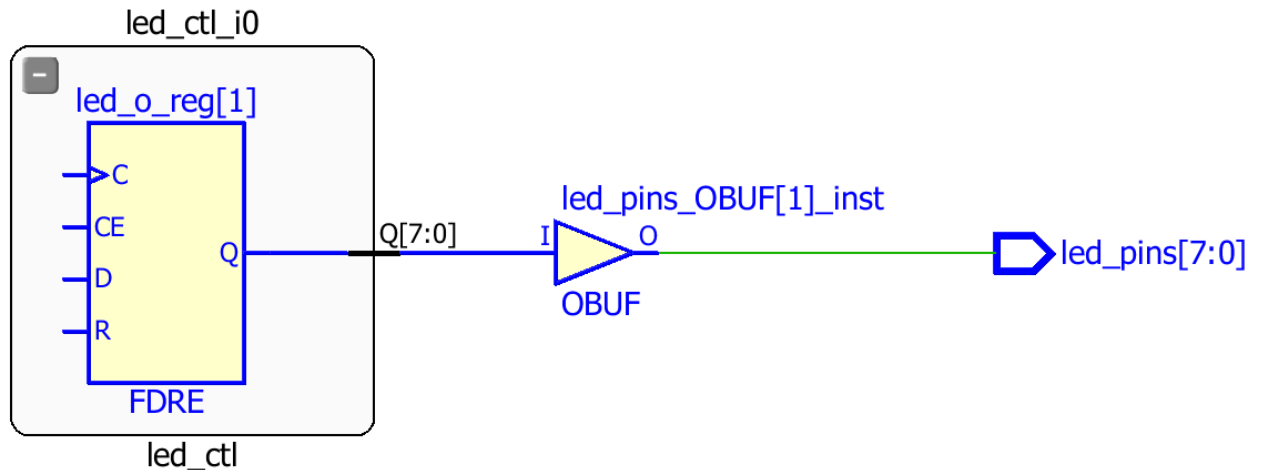 led_ctl_i0
−
led_o_reg[1]
C
CE
D
R
Q
FDRE
led_ctl
Q[7:0]
led_pins_OBUF[1]_inst
I
O
OBUF
led_pins[7:0]